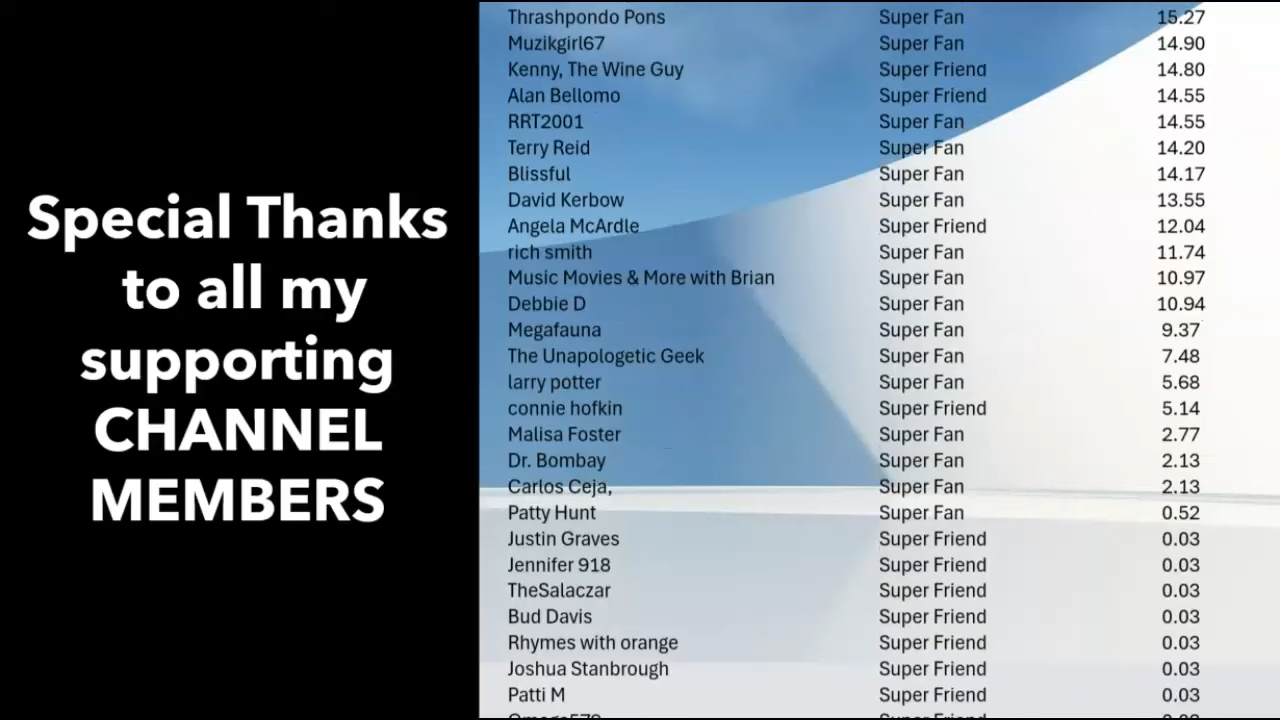 Special Thanks
to all my
supporting
CHANNEL
MEMBERS
Thrashpondo Pons Super Fan 15.27
Muzikgirl67 Super Fan 14.90
Kenny, The Wine Guy Super Friend 14.80
Alan Bellomo Super Friend 14.55
RRT2001 Super Fan 14.55
Terry Reid Super Fan 14.20
Blissful Super Fan 14.17
David Kerbow Super Fan 13.55
Angela McArdle Super Friend 12.04
rich smith Super Fan 11.74
Music Movies & More with Brian Super Fan 10.97
Debbie D Super Fan 10.94
Megafauna Super Fan 9.37
The Unapologetic Geek Super Fan 7.48
larry potter Super Fan 5.68
connie hofkin Super Friend 5.14
Malisa Foster Super Fan 2.77
Dr. Bombay Super Fan 2.13
Carlos Ceja, Super Fan 2.13
Patty Hunt Super Fan 0.52
Justin Graves Super Friend 0.03
Jennifer 918 Super Friend 0.03
TheSalaczar Super Friend 0.03
Bud Davis Super Friend 0.03
Rhymes with orange Super Friend 0.03
Joshua Stanbrough Super Friend 0.03
Patti M Super Friend 0.03
Super Friend